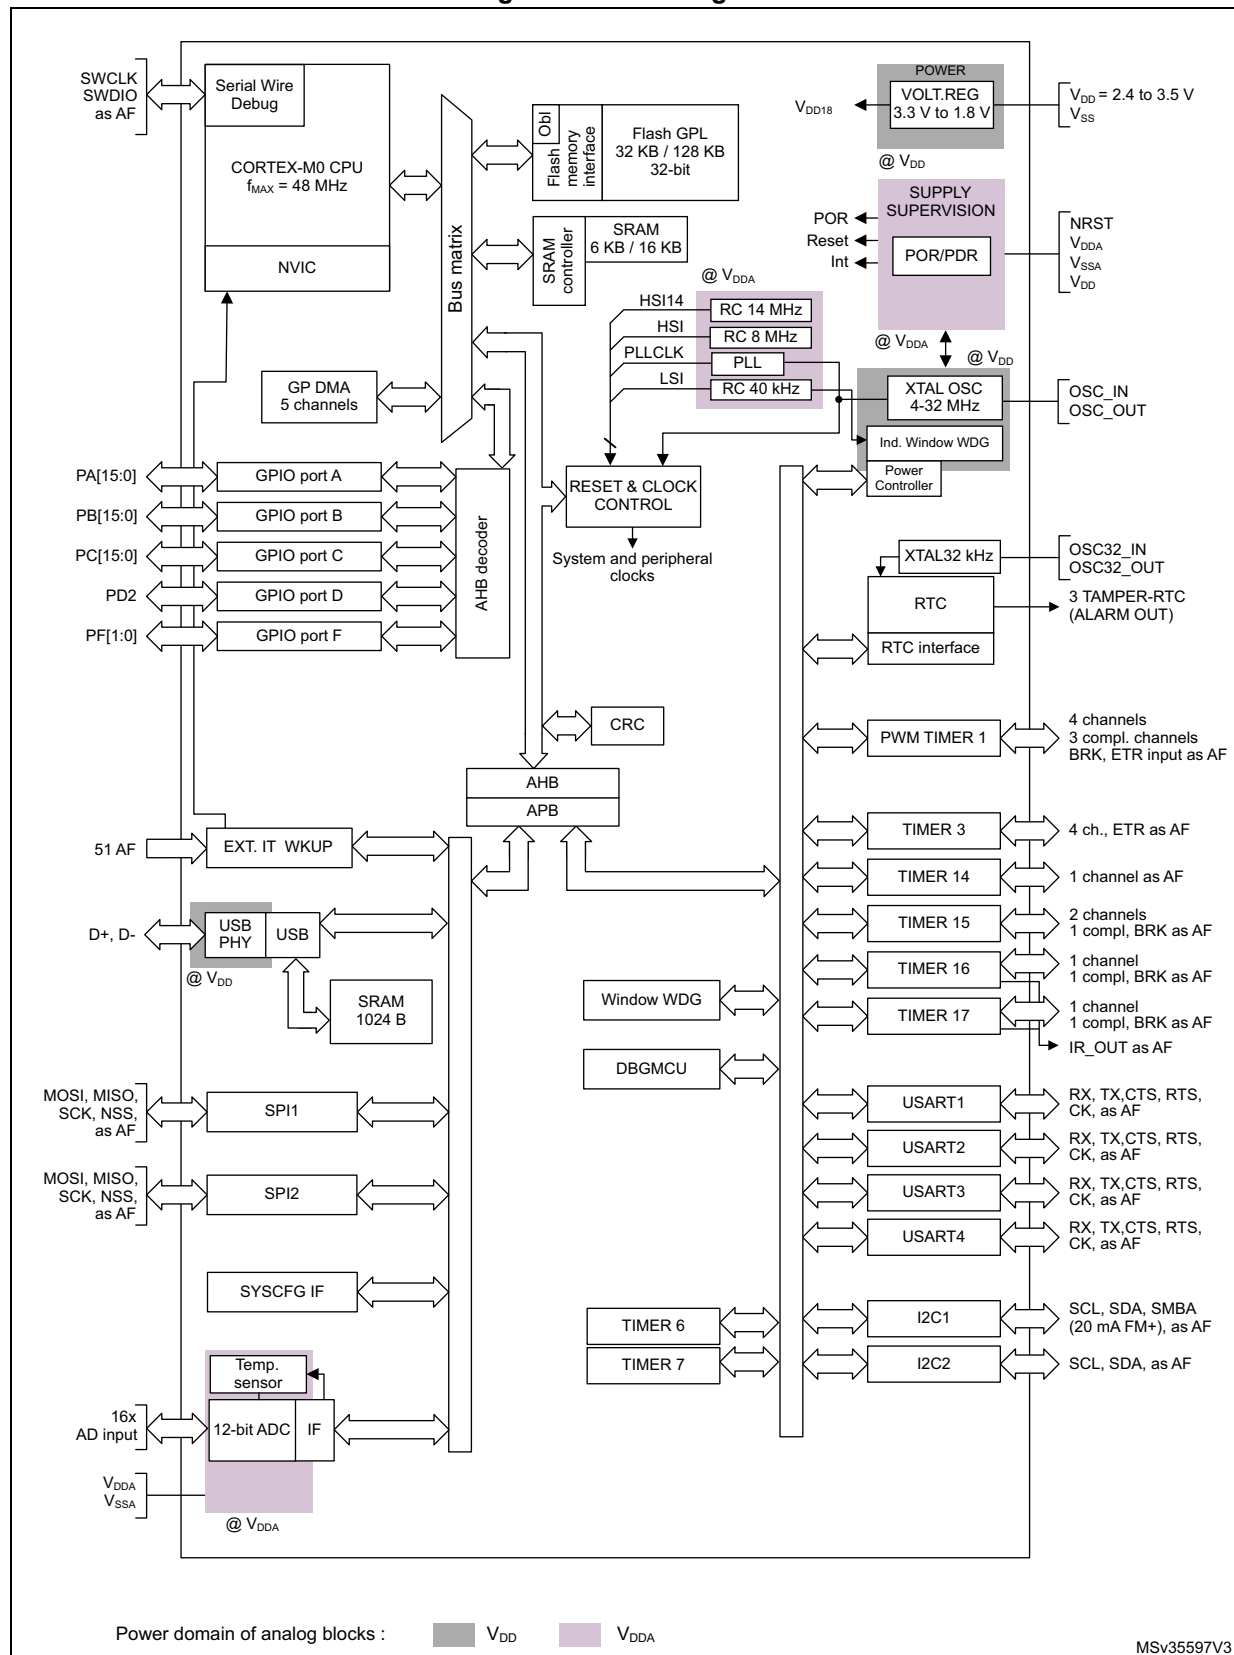 SWCLK
SWDIO
as AF
Serial Wire
Debug
CORTEX-M0 CPU
fMAX = 48 MHz
NVIC
Bus matrix
Obl
Flash
memory
interface
Flash GPL
32 KB / 128 KB
32-bit
SRAM
controller
SRAM
6 KB / 16 KB
POWER
VOLT.REG
3.3 V to 1.8 V
VDD18
VDD = 2.4 to 3.5 V
VSS
@ VDD
SUPPLY
SUPERVISION
POR/PDR
POR
Reset
Int
NRST
VDDA
VSSA
VDD
@ VDDA
@ VDDA
HSI14
RC 14 MHz
HSI
RC 8 MHz
PLLCLK
PLL
LSI
RC 40 kHz
@ VDD
XTAL OSC
4-32 MHz
OSC_IN
OSC_OUT
Ind. Window WDG
Power
Controller
GP DMA
5 channels
PA[15:0]
GPIO port A
PB[15:0]
GPIO port B
PC[15:0]
GPIO port C
PD2
GPIO port D
PF[1:0]
GPIO port F
AHB decoder
RESET & CLOCK
CONTROL
System and peripheral
clocks
XTAL32 kHz
OSC32_IN
OSC32_OUT
RTC
3 TAMPER-RTC
(ALARM OUT)
RTC interface
CRC
AHB
APB
PWM TIMER 1
4 channels
3 compl. channels
BRK, ETR input as AF
51 AF
EXT. IT WKUP
TIMER 3
4 ch., ETR as AF
TIMER 14
1 channel as AF
D+, D-
USB
PHY
USB
@ VDD
SRAM
1024 B
TIMER 15
2 channels
1 compl, BRK as AF
TIMER 16
1 channel
1 compl, BRK as AF
Window WDG
TIMER 17
1 channel
1 compl, BRK as AF
IR_OUT as AF
DBGMCU
MOSI, MISO,
SCK, NSS,
as AF
SPI1
USART1
RX, TX,CTS, RTS,
CK, as AF
USART2
RX, TX,CTS, RTS,
CK, as AF
MOSI, MISO,
SCK, NSS,
as AF
SPI2
USART3
RX, TX,CTS, RTS,
CK, as AF
USART4
RX, TX,CTS, RTS,
CK, as AF
SYSCFG IF
TIMER 6
TIMER 7
I2C1
SCL, SDA, SMBA
(20 mA FM+), as AF
I2C2
SCL, SDA, as AF
Temp.
sensor
16x
AD input
12-bit ADC
IF
VDDA
VSSA
@ VDDA
Power domain of analog blocks :
VDD
VDDA
MSv35597V3